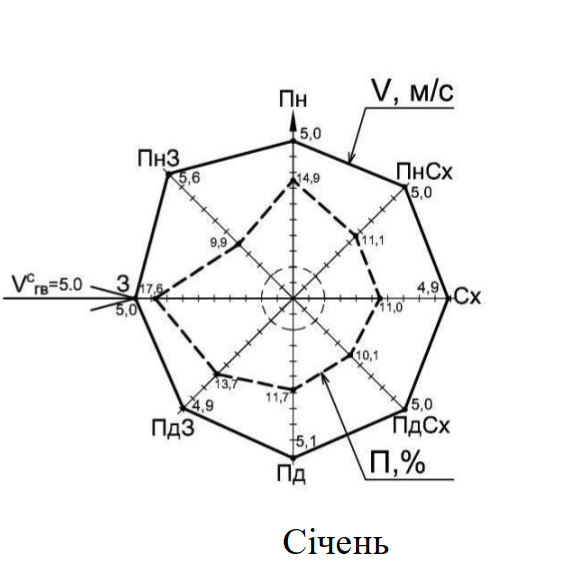 V, м/с
Пн
5,0
ПнЗ
5,6
ПнСх
5,0
14,9
9,9
11,1
Vᶜгв=5.0
З
17,6
5,0
4,9
Сх
11,0
10,1
13,7
11,7
4,9
ПдЗ
5,0
ПдСх
5,1
Пд
П,%
Січень